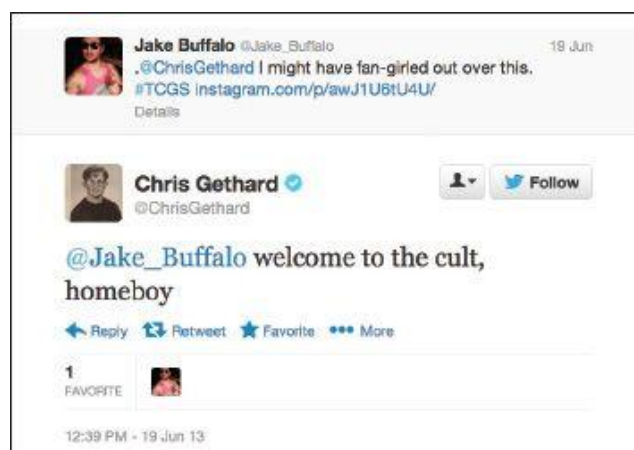 Jake Buffalo @Jake_Buffalo 19 Jun
.@ChrisGethard I might have fan-girled out over this.
#TCGS instagram.com/p/awJ1U6tU4U/
Details
Chris Gethard
Follow
@ChrisGethard
@Jake_Buffalo welcome to the cult,
homeboy
Reply Retweet Favorite More
1
FAVORITE
12:39 PM - 19 Jun 13